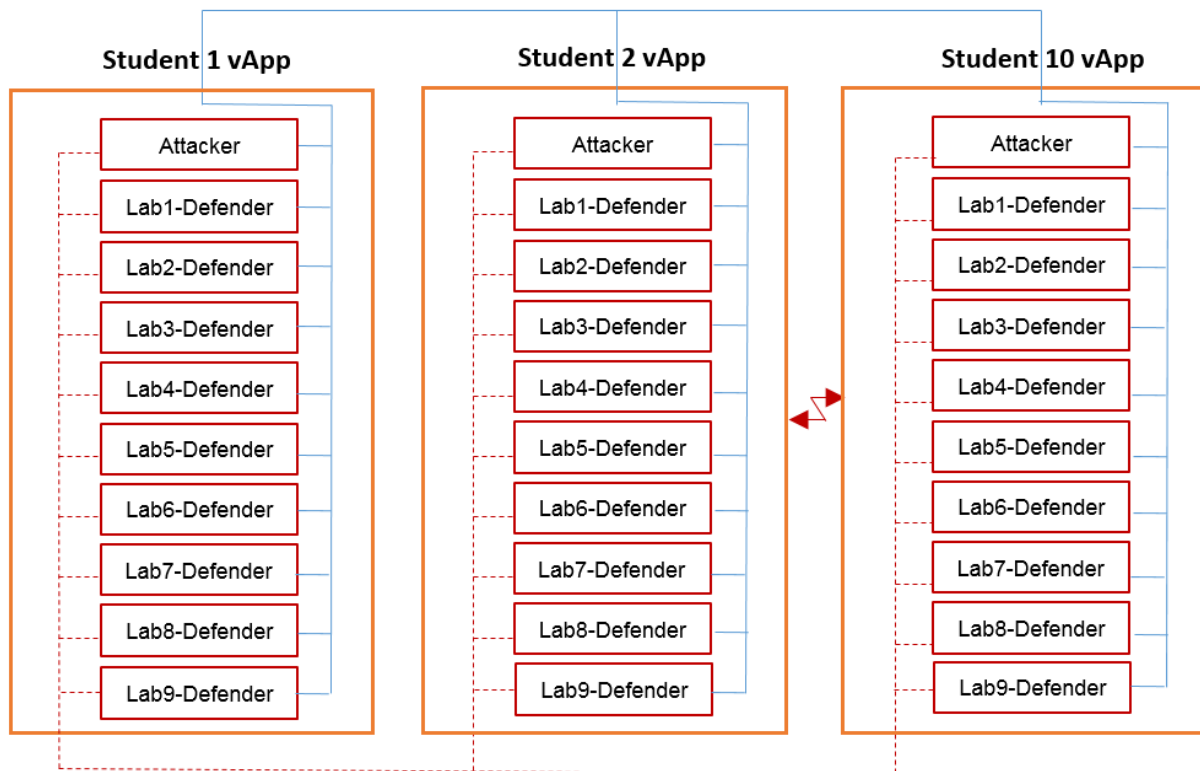 Student 1 vApp
Attacker
Lab1-Defender
Lab2-Defender
Lab3-Defender
Lab4-Defender
Lab5-Defender
Lab6-Defender
Lab7-Defender
Lab8-Defender
Lab9-Defender
Student 2 vApp
Attacker
Lab1-Defender
Lab2-Defender
Lab3-Defender
Lab4-Defender
Lab5-Defender
Lab6-Defender
Lab7-Defender
Lab8-Defender
Lab9-Defender
Student 10 vApp
Attacker
Lab1-Defender
Lab2-Defender
Lab3-Defender
Lab4-Defender
Lab5-Defender
Lab6-Defender
Lab7-Defender
Lab8-Defender
Lab9-Defender